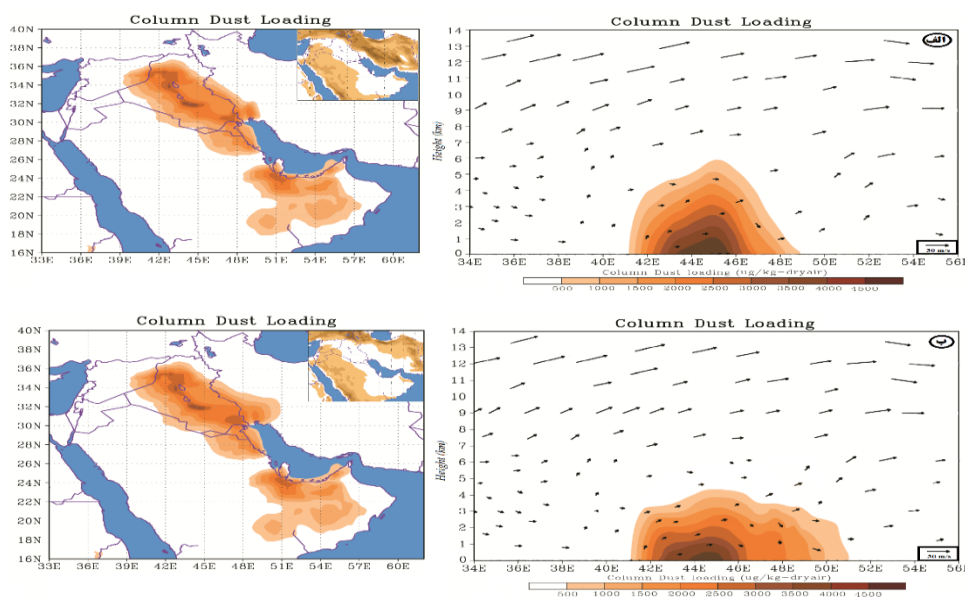 Column Dust Loading
40N
38N
36N
34N
32N
30N
28N
26N
24N
22N
20N
18N
16N
33E 36E 39E 42E 45E 48E 51E 54E 57E 60E
Column Dust Loading
الف
Height (km)
14
13
12
11
10
9
8
7
6
5
4
3
2
1
0
30 m/s
34E 36E 38E 40E 42E 44E 46E 48E 50E 52E 54E 56E
Column Dust loading (ug/kg-dryair)
500 1000 1500 2000 2500 3000 3500 4000 4500
Column Dust Loading
40N
38N
36N
34N
32N
30N
28N
26N
24N
22N
20N
18N
16N
33E 36E 39E 42E 45E 48E 51E 54E 57E 60E
Column Dust Loading
ب
Height (km)
14
13
12
11
10
9
8
7
6
5
4
3
2
1
0
30 m/s
34E 36E 38E 40E 42E 44E 46E 48E 50E 52E 54E 56E
Column Dust loading (ug/kg-dryair)
500 1000 1500 2000 2500 3000 3500 4000 4500